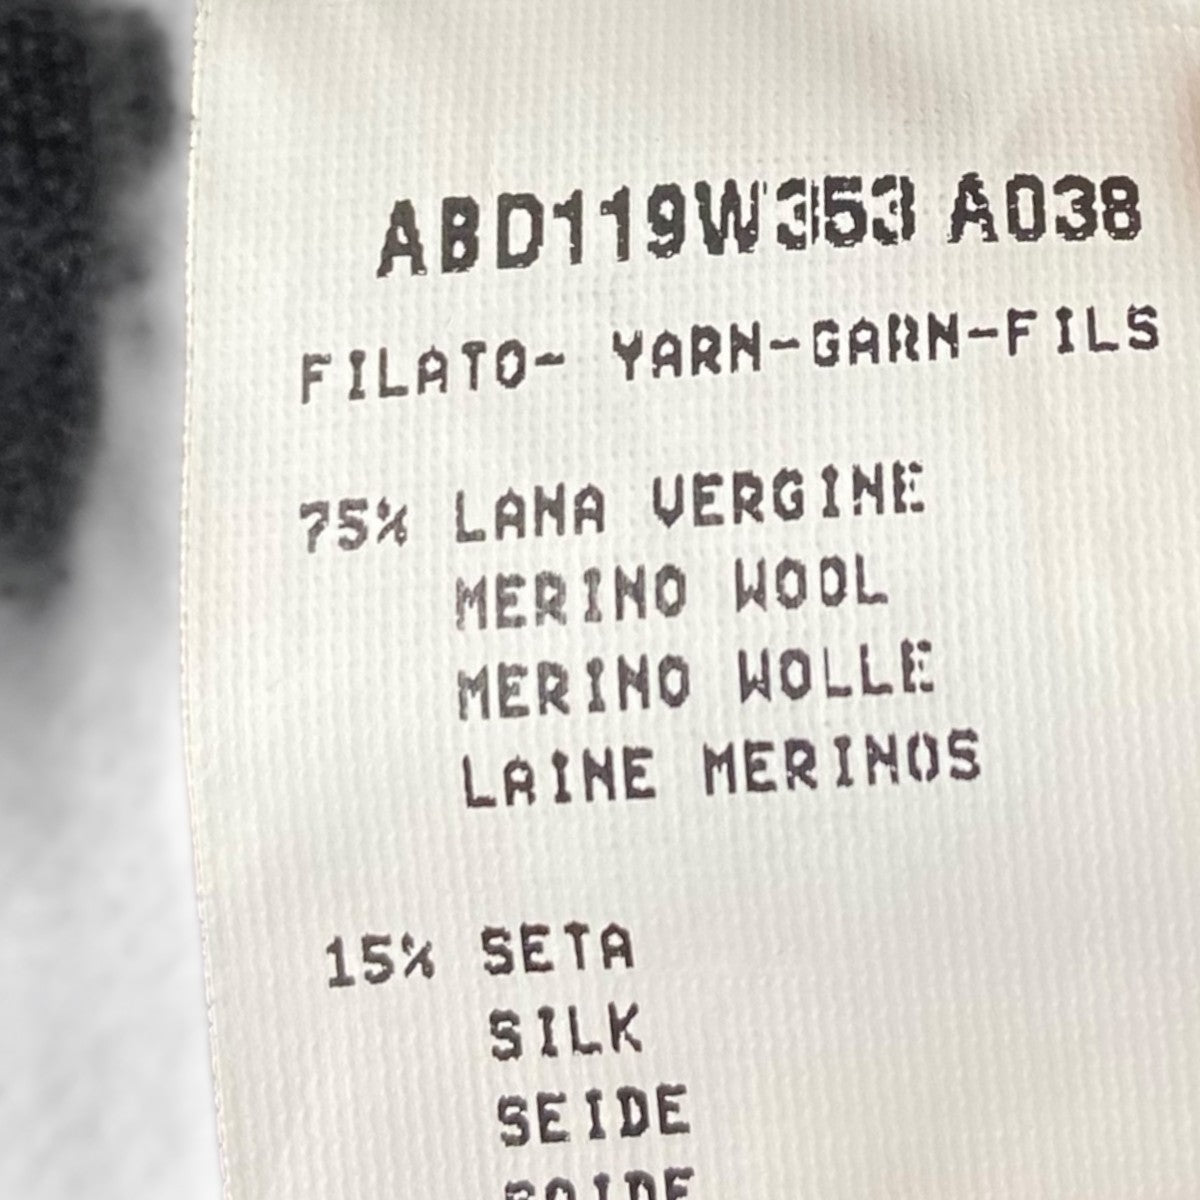 ABD119W353 A038
FILATO- YARN-GARN-FILS
75% LANA VERGINE
MERINO WOOL
MERINO WOLLE
LAINE MERINOS
15% SETA
SILK
SEIDE